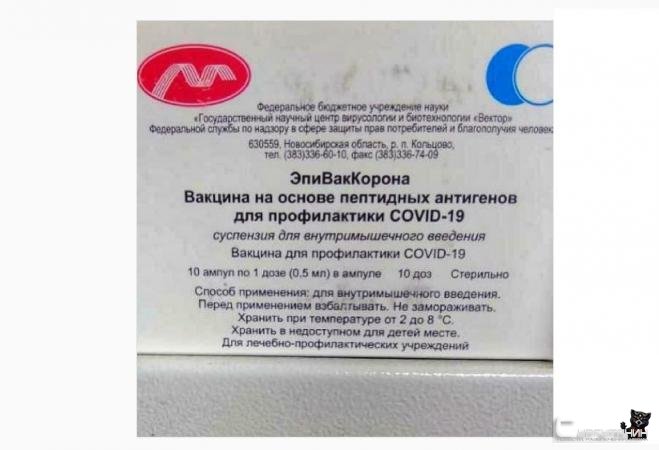 Федеральное бюджетное учреждение науки
«Государственный научный центр вирусологии и биотехнологии «Вектор»
Федеральной службы по надзору в сфере защиты прав потребителей и благополучия человек
630559, Новосибирская область, р. п. Кольцово,
тел. (383)336-60-10, факс (383)336-74-09
ЭпиВакКорона
Вакцина на основе пептидных антигенов
для профилактики COVID-19
суспензия для внутримышечного введения
Вакцина для профилактики COVID-19
10 ампул по 1 дозе (0,5 мл) в ампуле 10 доз Стерильно
Способ применения: для внутримышечного введения.
Перед применением взбалтывать. Не замораживать.
Хранить при температуре от 2 до 8 °С.
Хранить в недоступном для детей месте.
Для лечебно-профилактических учреждений